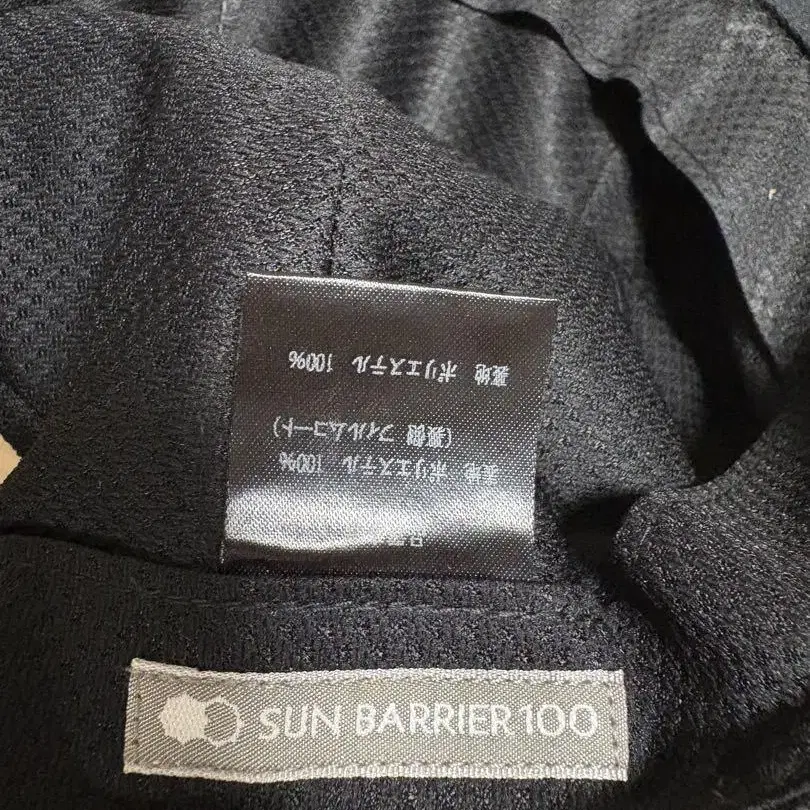 表地 ポリエステル 100%
(裏側 フィルムコート)
裏地 ポリエステル 100%
SUN BARRIER 100